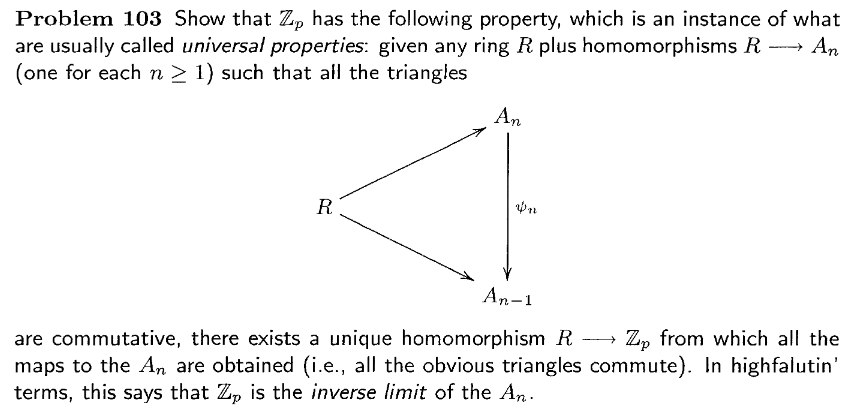 Problem 103 Show that ℤ_p has the following property, which is an instance of what
are usually called universal properties: given any ring R plus homomorphisms R ⟶ A_n
(one for each n ≥ 1) such that all the triangles
A_n
R
ψ_n
A_{n−1}
are commutative, there exists a unique homomorphism R ⟶ ℤ_p from which all the
maps to the A_n are obtained (i.e., all the obvious triangles commute). In highfalutin'
terms, this says that ℤ_p is the inverse limit of the A_n.